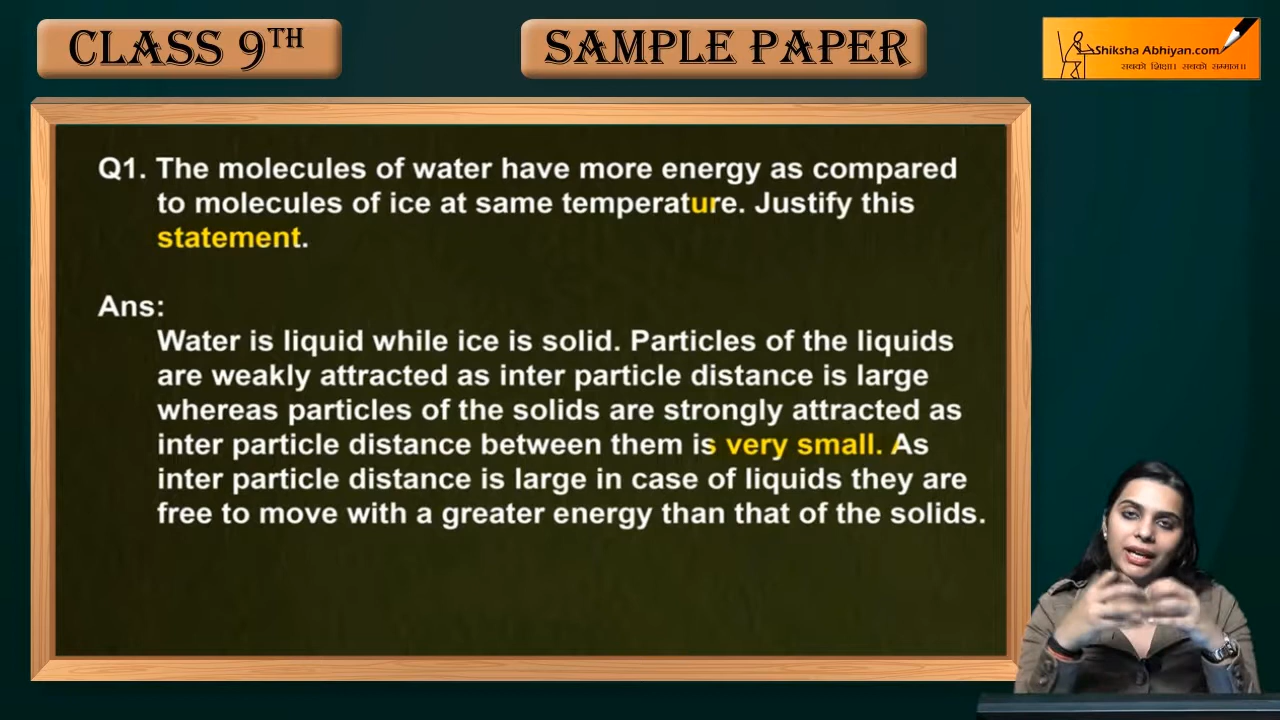 CLASS 9TH
SAMPLE PAPER
Shiksha Abhiyan.com
सबको शिक्षा। सबको सम्मान।।
Q1. The molecules of water have more energy as compared
to molecules of ice at same temperature. Justify this
statement.
Ans:
Water is liquid while ice is solid. Particles of the liquids
are weakly attracted as inter particle distance is large
whereas particles of the solids are strongly attracted as
inter particle distance between them is very small. As
inter particle distance is large in case of liquids they are
free to move with a greater energy than that of the solids.